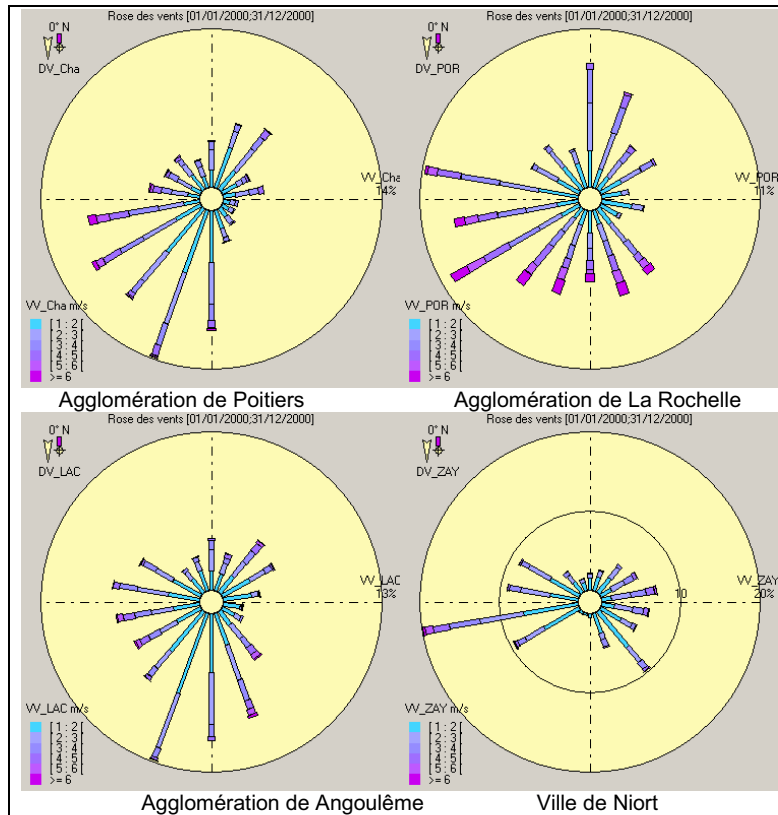 Rose des vents [01/01/2000;31/12/2000]
0° N
DV_Cha
VV_Cha
14%
VV_Cha m/s
[ 1 : 2 [
[ 2 : 3 [
[ 3 : 4 [
[ 4 : 5 [
[ 5 : 6 [
>= 6
Agglomération de Poitiers
Rose des vents [01/01/2000;31/12/2000]
0° N
DV_POR
VV_POR
11%
VV_POR m/s
[ 1 : 2 [
[ 2 : 3 [
[ 3 : 4 [
[ 4 : 5 [
[ 5 : 6 [
>= 6
Agglomération de La Rochelle
Rose des vents [01/01/2000;31/12/2000]
0° N
DV_LAC
VV_LAC
13%
VV_LAC m/s
[ 1 : 2 [
[ 2 : 3 [
[ 3 : 4 [
[ 4 : 5 [
[ 5 : 6 [
>= 6
Agglomération de Angoulême
Rose des vents [01/01/2000;31/12/2000]
0° N
DV_ZAY
VV_ZAY
10
20%
VV_ZAY m/s
[ 1 : 2 [
[ 2 : 3 [
[ 3 : 4 [
[ 4 : 5 [
[ 5 : 6 [
>= 6
Ville de Niort